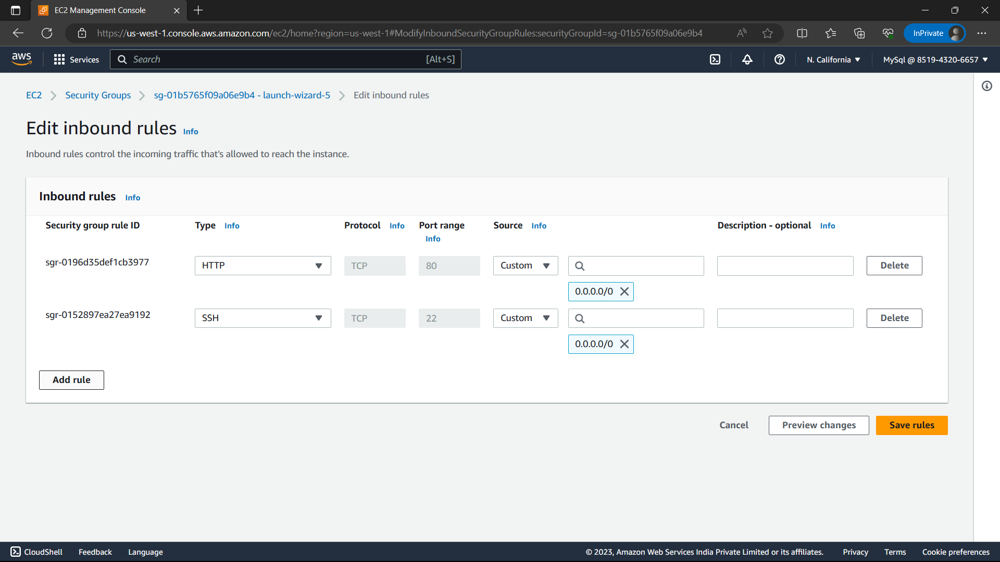 EC2 Management Console
https://us-west-1.console.aws.amazon.com/ec2/home?region=us-west-1#ModifyInboundSecurityGroupRules:securityGroupId=sg-01b5765f09a06e9b4
InPrivate
aws Services Search [Alt+S] N. California MySql @ 8519-4320-6657
EC2 Security Groups sg-01b5765f09a06e9b4 - launch-wizard-5 Edit inbound rules
Edit inbound rules Info
Inbound rules control the incoming traffic that's allowed to reach the instance.
Inbound rules Info
Security group rule ID Type Info Protocol Info Port range Source Info Description - optional Info
Info
sgr-0196d35def1cb3977 HTTP TCP 80 Custom Delete
0.0.0.0/0
sgr-0152897ea27ea9192 SSH TCP 22 Custom Delete
0.0.0.0/0
Add rule
Cancel Preview changes Save rules
CloudShell Feedback Language © 2023, Amazon Web Services India Private Limited or its affiliates. Privacy Terms Cookie preferences